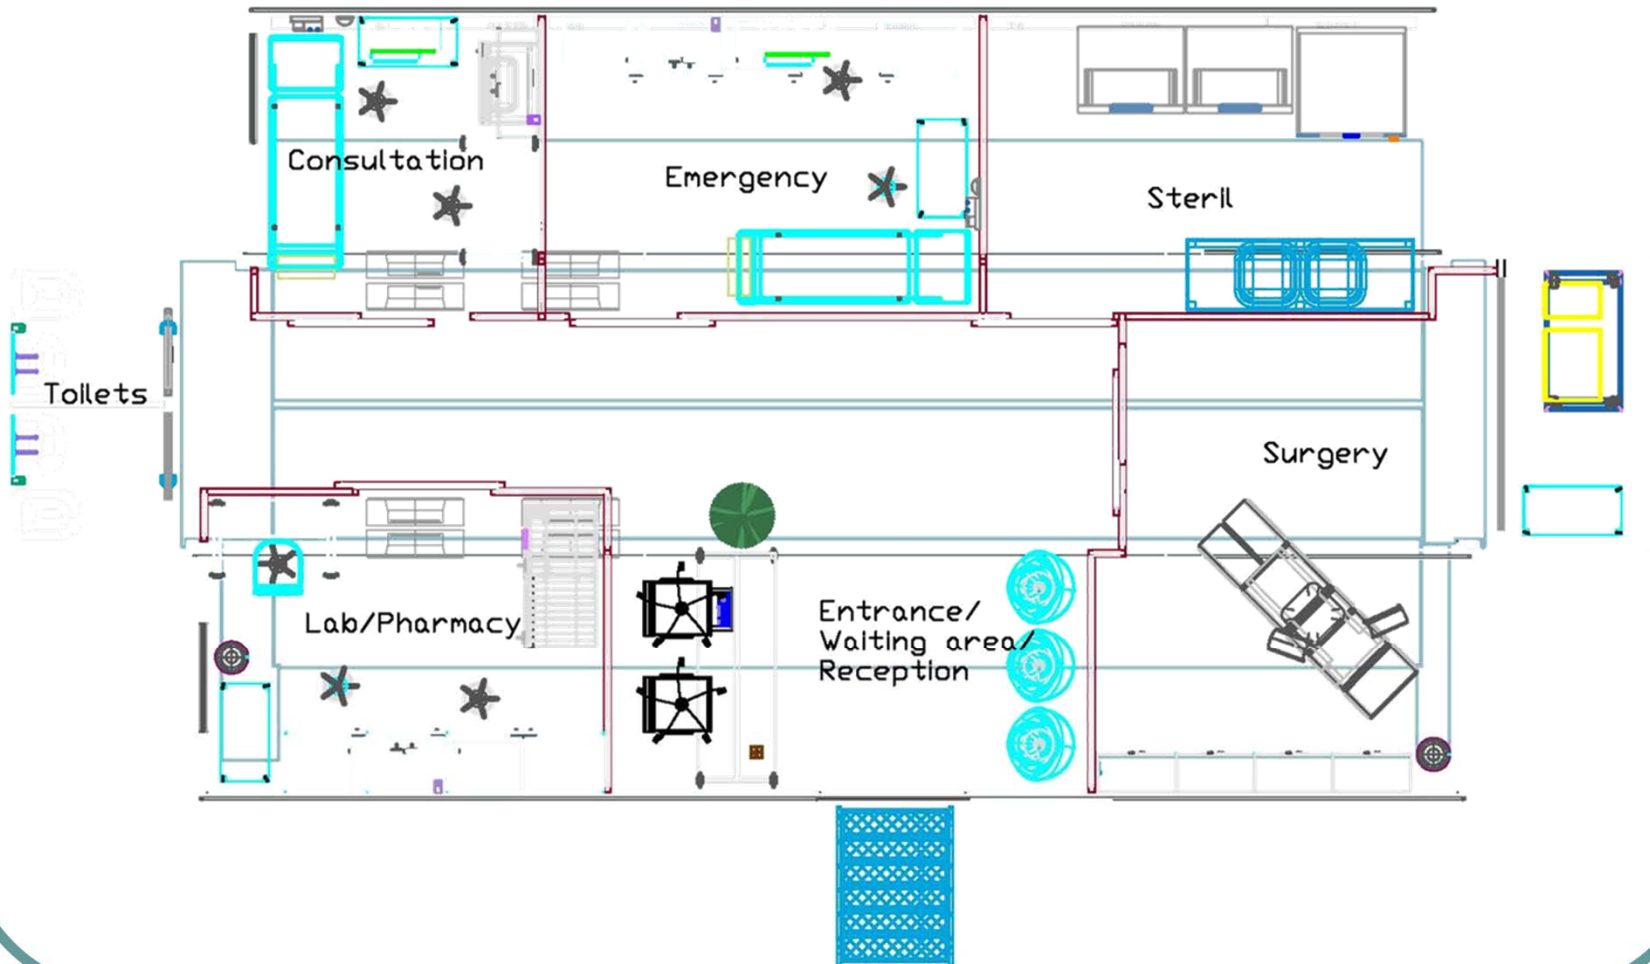 Consultation
Emergency
Steril
Toilets
Surgery
Lab/Pharmacy
Entrance/
Waiting area/
Reception